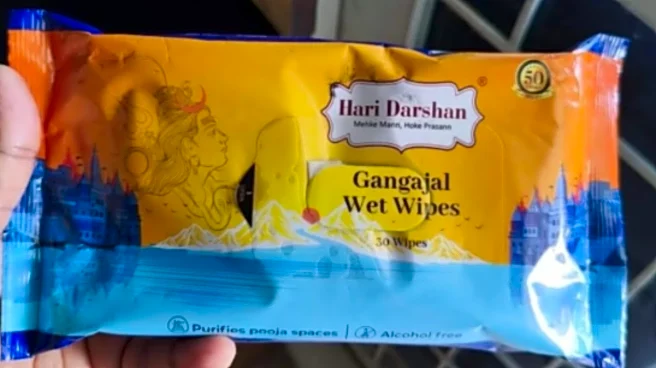 Hari Darshan
Mehke Mann, Hoke Prasann
50
Gangajal
Wet Wipes
30 Wipes
Purifies pooja spaces | Alcohol free